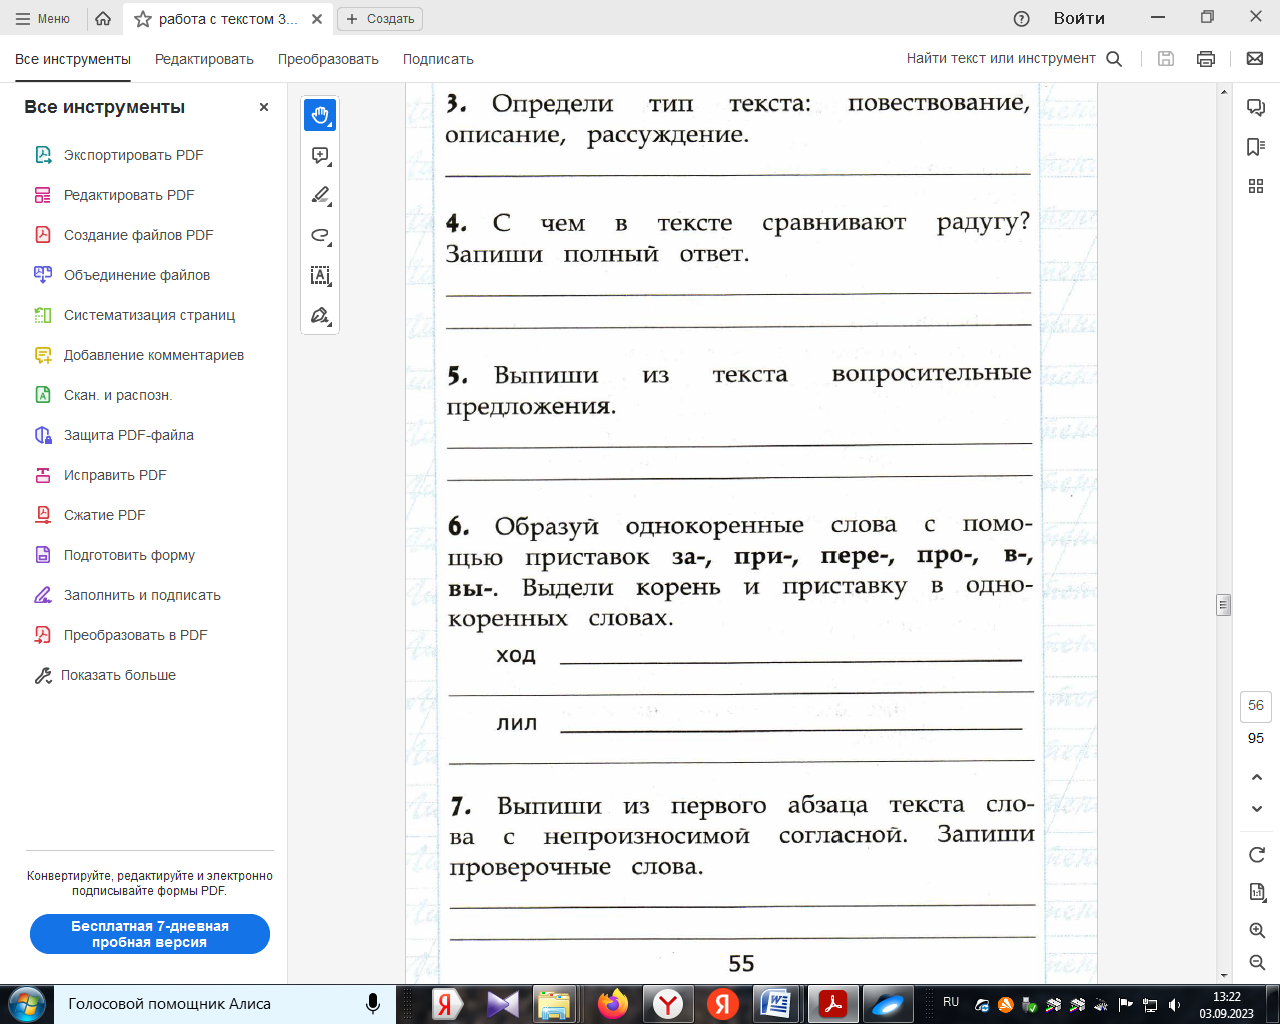 Меню
работа с текстом 3...
Создать
Войти
Все инструменты
Редактировать
Преобразовать
Подписать
Найти текст или инструмент
Все инструменты
Экспортировать PDF
Редактировать PDF
Создание файлов PDF
Объединение файлов
Систематизация страниц
Добавление комментариев
Скан. и распозн.
Защита PDF-файла
Исправить PDF
Сжатие PDF
Подготовить форму
Заполнить и подписать
Преобразовать в PDF
Показать больше
Конвертируйте, редактируйте и электронно
подписывайте формы PDF.
Бесплатная 7-дневная
пробная версия
3. Определи тип текста: повествование,
описание, рассуждение.
4. С чем в тексте сравнивают радугу?
Запиши полный ответ.
5. Выпиши из текста вопросительные
предложения.
6. Образуй однокоренные слова с помо-
щью приставок за-, при-, пере-, про-, в-,
вы-. Выдели корень и приставку в одно-
коренных словах.
ход
лил
7. Выпиши из первого абзаца текста сло-
ва с непроизносимой согласной. Запиши
проверочные слова.
55
56
95
1:1
Голосовой помощник Алиса
RU
13:22
03.09.2023